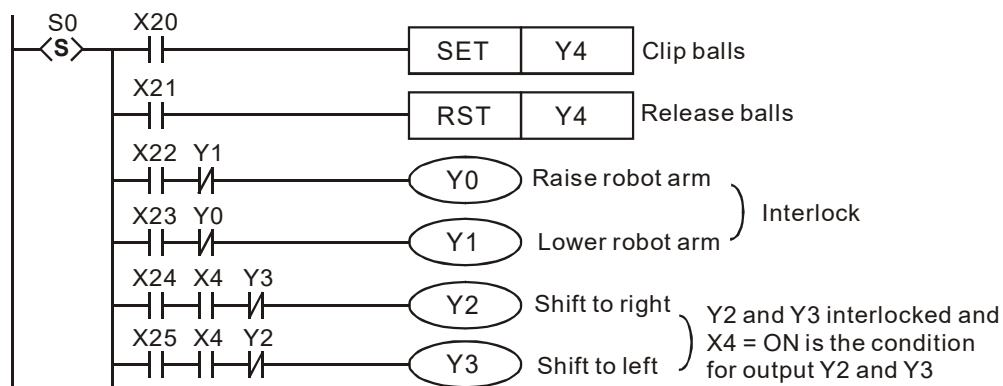 S0 X20
S SET Y4 Clip balls
X21
RST Y4 Release balls
X22 Y1
Y0 Raise robot arm
Interlock
X23 Y0
Y1 Lower robot arm
X24 X4 Y3
Y2 Shift to right
Y2 and Y3 interlocked and
X4 = ON is the condition
for output Y2 and Y3
X25 X4 Y2
Y3 Shift to left